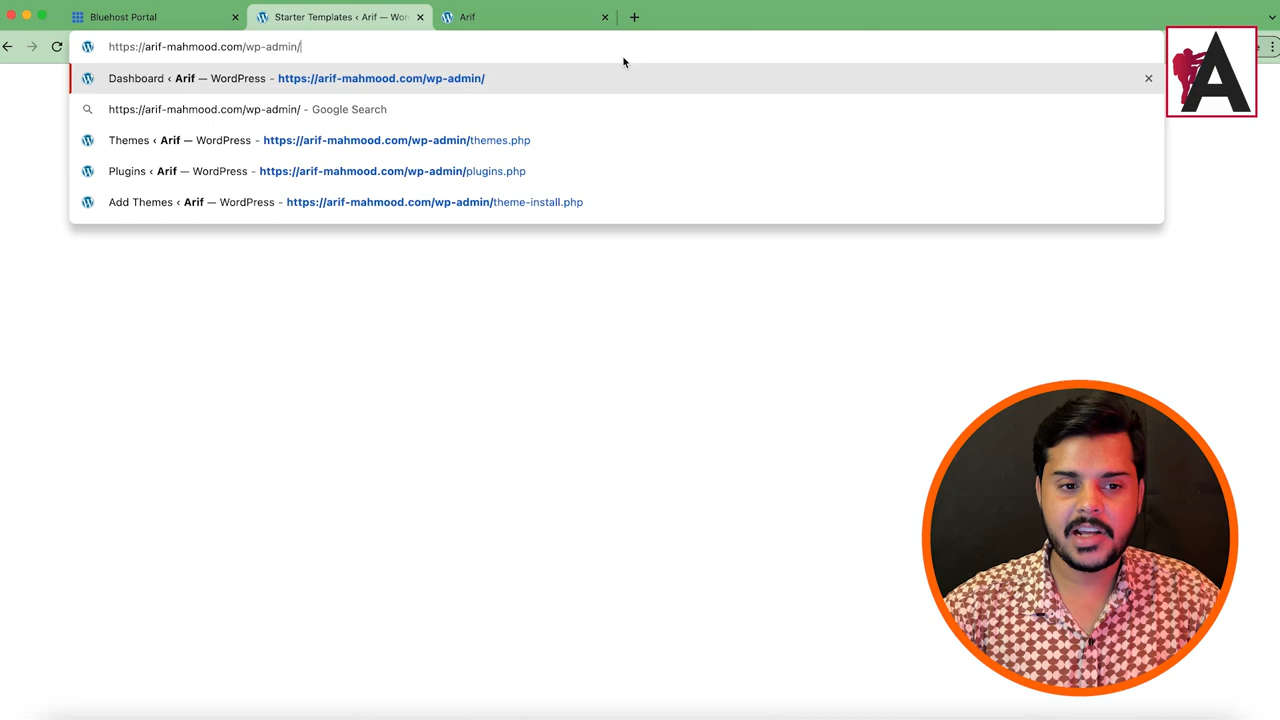 Bluehost Portal
Starter Templates ‹ Arif — Wor
Arif
https://arif-mahmood.com/wp-admin/
Dashboard ‹ Arif — WordPress - https://arif-mahmood.com/wp-admin/
https://arif-mahmood.com/wp-admin/ - Google Search
Themes ‹ Arif — WordPress - https://arif-mahmood.com/wp-admin/themes.php
Plugins ‹ Arif — WordPress - https://arif-mahmood.com/wp-admin/plugins.php
Add Themes ‹ Arif — WordPress - https://arif-mahmood.com/wp-admin/theme-install.php
A